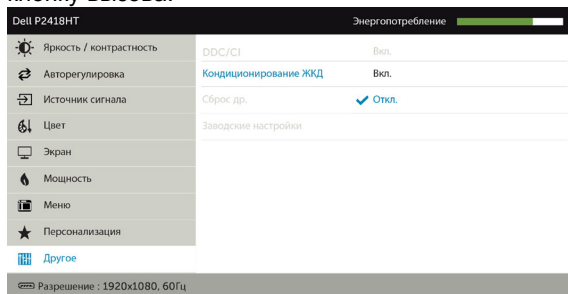 Dell P2418HT Энергопотребление
Яркость / контрастность DDC/CI Вкл.
Авторегулировка Кондиционирование ЖКД Вкл.
Источник сигнала Сброс др. Откл.
Цвет Заводские настройки
Экран
Мощность
Меню
Персонализация
Другое
Разрешение : 1920x1080, 60Гц